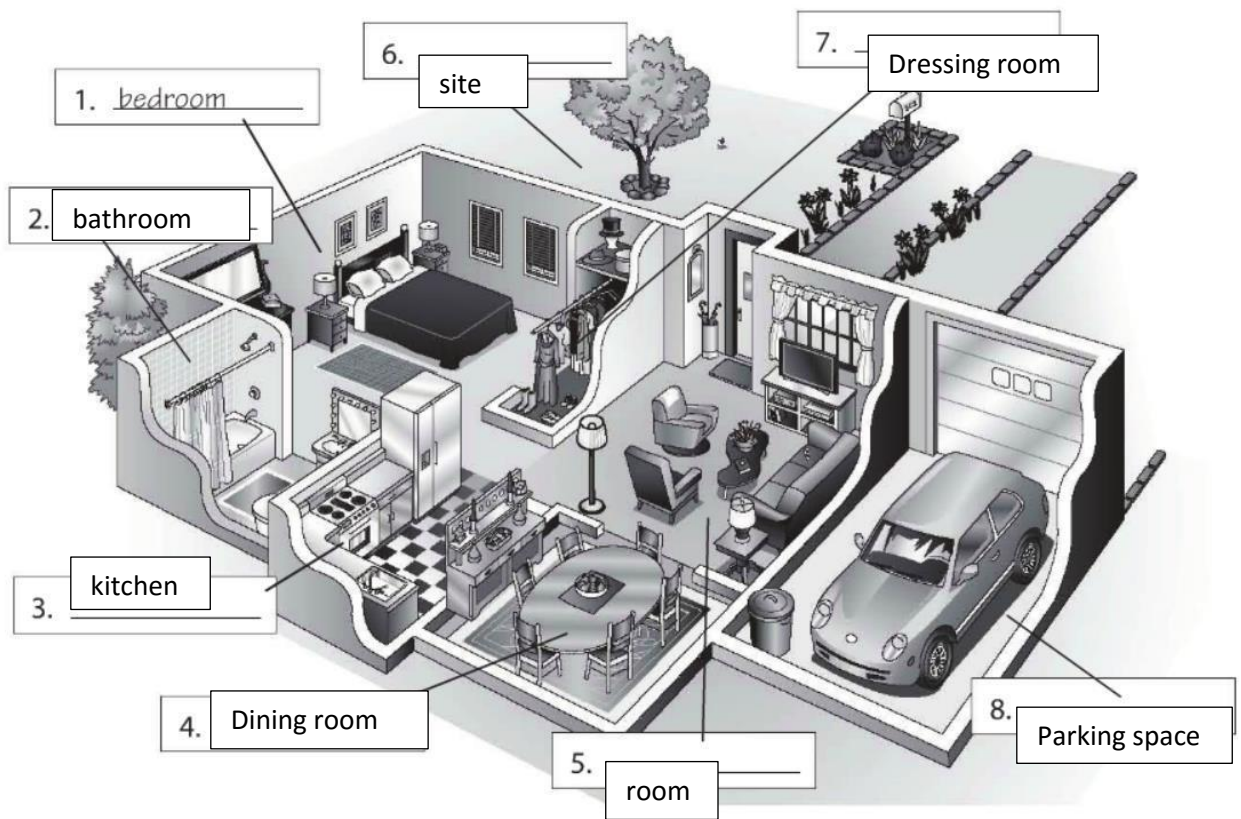 6.
site
7.
Dressing room
1. bedroom
2. bathroom
3. kitchen
4. Dining room
5.
room
8.
Parking space